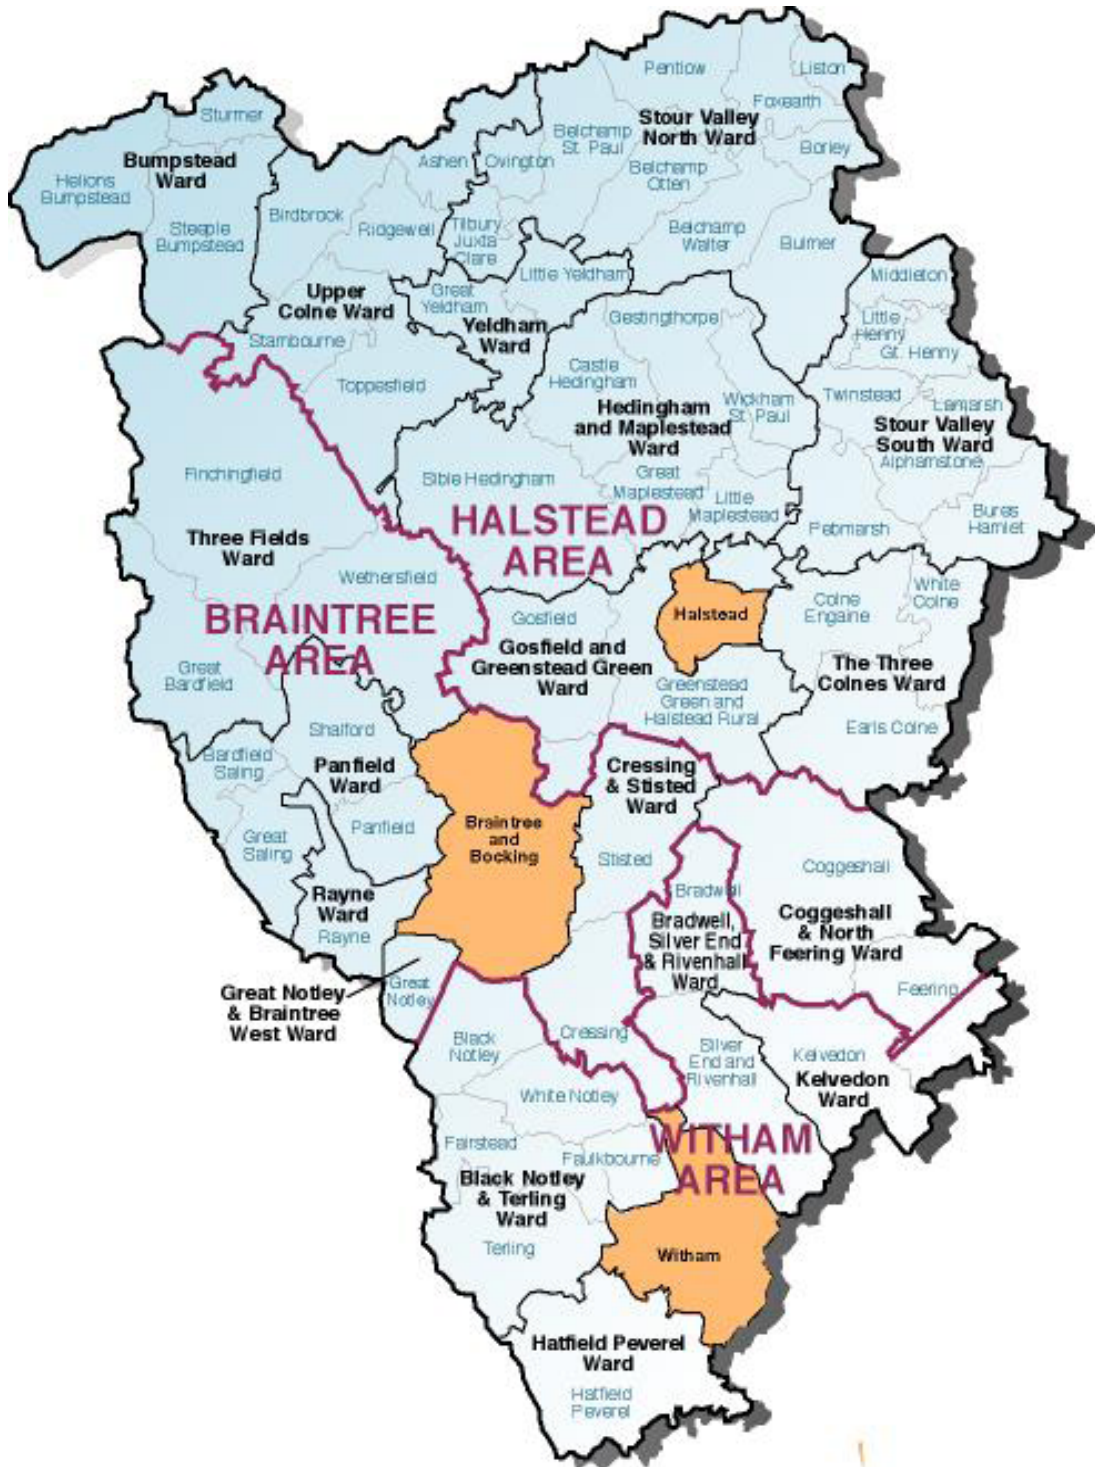 Pentlow
Liston
Foxearth
Stour Valley
North Ward
Sturmer
Belchamp
St. Paul
Borley
Bumpstead
Ward
Ashen
Ovington
Belchamp
Otten
Helions
Bumpstead
Birdbrook
Ridgewell
Tilbury
Juxta
Clare
Steeple
Bumpstead
Belchamp
Walter
Bulmer
Little Yeldham
Middleton
Upper
Colne Ward
Great
Yeldham
Yeldham
Ward
Gestingthorpe
Little
Henny
Gt. Henny
Stambourne
Castle
Hedingham
Toppesfield
Wickham
St. Paul
Twinstead
Lamarsh
Hedingham
and Maplestead
Ward
Stour Valley
South Ward
Alphamstone
Finchingfield
Sible Hedingham
Great
Maplestead
Little
Maplestead
Bures
Hamlet
HALSTEAD
AREA
Pebmarsh
Three Fields
Ward
Wethersfield
White
Colne
Colne
Engaine
BRAINTREE
AREA
Gosfield
Halstead
Gosfield and
Greenstead Green
Ward
The Three
Colnes Ward
Great
Bardfield
Greenstead
Green and
Halstead Rural
Earls Colne
Shalford
Bardfield
Saling
Panfield
Ward
Cressing
& Stisted
Ward
Panfield
Braintree
and
Bocking
Great
Saling
Stisted
Coggeshall
Bradwell
Rayne
Ward
Rayne
Bradwell,
Silver End
& Rivenhall
Ward
Coggeshall
& North
Feering Ward
Great Notley
& Braintree
West Ward
Great
Notley
Feering
Black
Notley
Cressing
Silver
End and
Rivenhall
Kelvedon
Kelvedon
Ward
White Notley
WITHAM
AREA
Fairstead
Faulkbourne
Black Notley
& Terling
Ward
Terling
Witham
Hatfield Peverel
Ward
Hatfield
Peverel